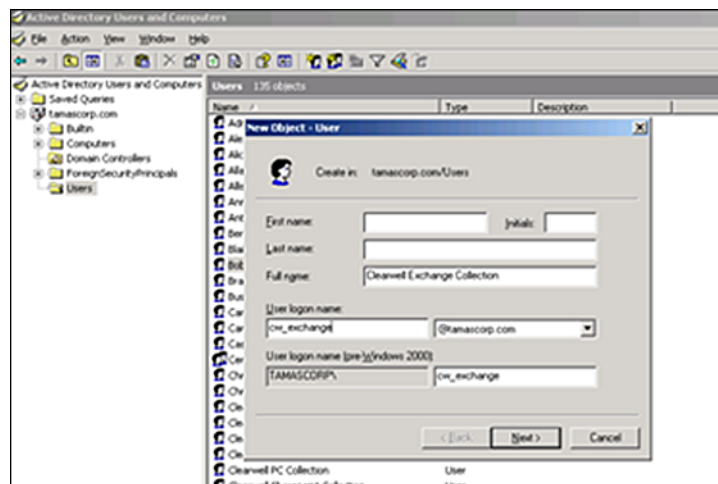 Active Directory Users and Computers
File Action View Window Help
Active Directory Users and Computers
Saved Queries
tamascorp.com
Builtin
Computers
Domain Controllers
ForeignSecurityPrincipals
Users
Users 135 objects
Name Type Description
New Object - User
Create in: tamascorp.com/Users
First name: Initials:
Last name:
Full name: Clearwell Exchange Collection
User logon name:
cw_exchange @tamascorp.com
User logon name (pre-Windows 2000):
TAMASCORP\ cw_exchange
< Back Next > Cancel
Clearwell PC Collection User